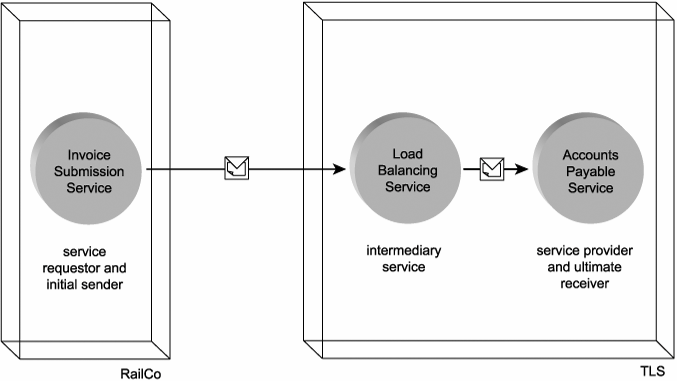 Invoice
Submission
Service
Load
Balancing
Service
Accounts
Payable
Service
service
requestor and
initial sender
intermediary
service
service provider
and ultimate
receiver
RailCo
TLS